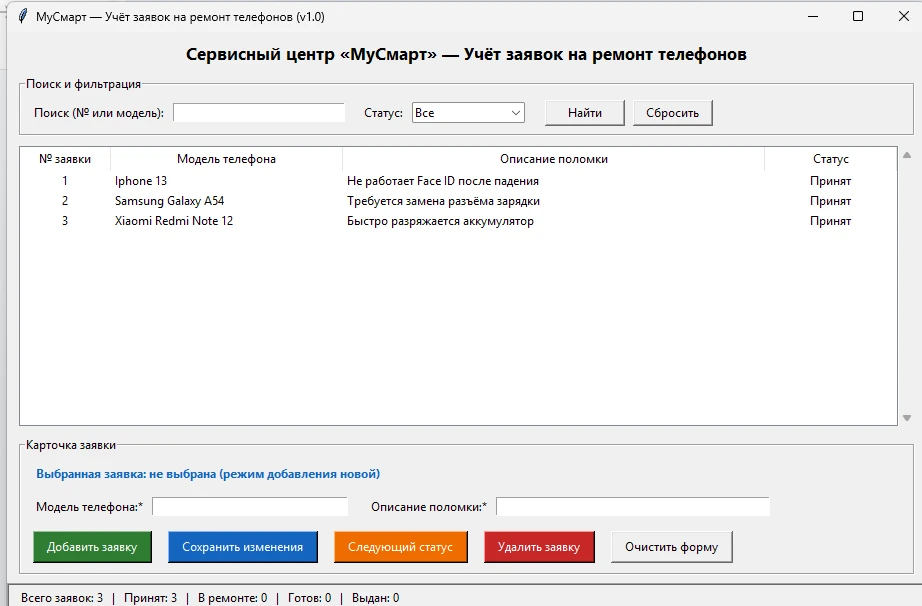 МуСмарт — Учёт заявок на ремонт телефонов (v1.0)
Сервисный центр «МуСмарт» — Учёт заявок на ремонт телефонов
Поиск и фильтрация
Поиск (№ или модель): Статус: Все Найти Сбросить
№ заявки Модель телефона Описание поломки Статус
1 Iphone 13 Не работает Face ID после падения Принят
2 Samsung Galaxy A54 Требуется замена разъёма зарядки Принят
3 Xiaomi Redmi Note 12 Быстро разряжается аккумулятор Принят
Карточка заявки
Выбранная заявка: не выбрана (режим добавления новой)
Модель телефона:* Описание поломки:*
Добавить заявку Сохранить изменения Следующий статус Удалить заявку Очистить форму
Всего заявок: 3 | Принят: 3 | В ремонте: 0 | Готов: 0 | Выдан: 0